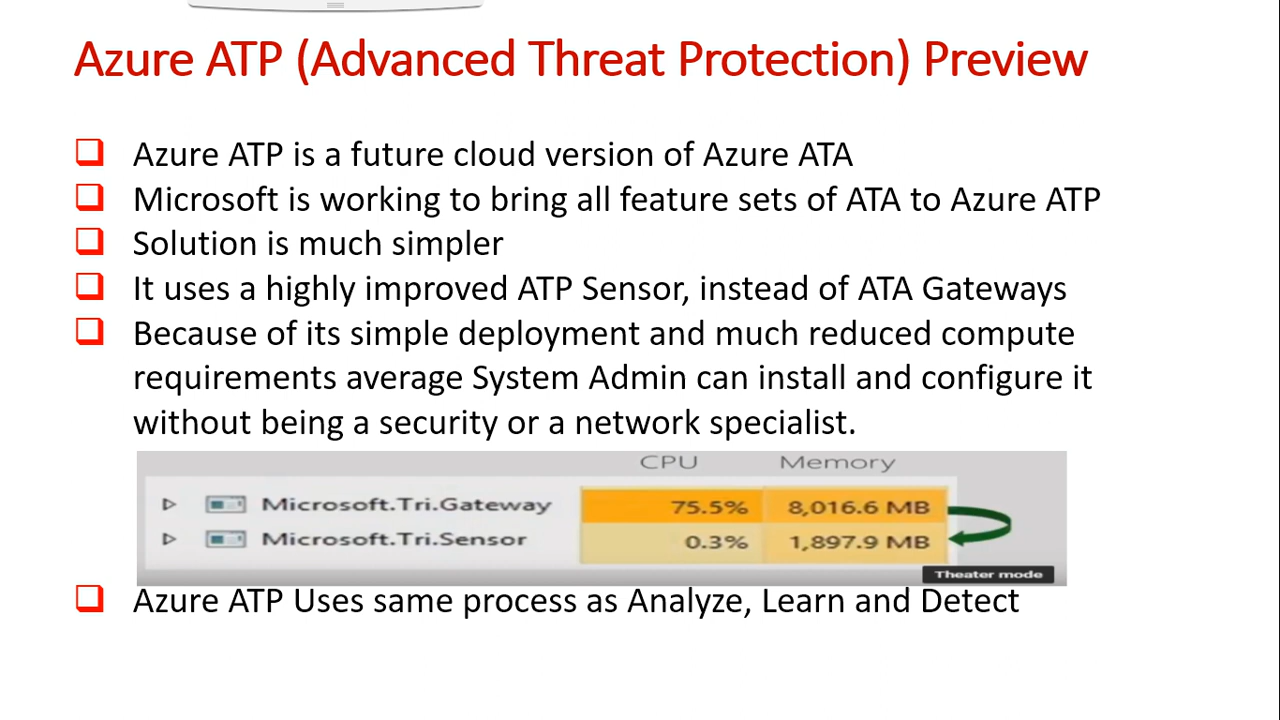 Azure ATP (Advanced Threat Protection) Preview
Azure ATP is a future cloud version of Azure ATA
Microsoft is working to bring all feature sets of ATA to Azure ATP
Solution is much simpler
It uses a highly improved ATP Sensor, instead of ATA Gateways
Because of its simple deployment and much reduced compute
requirements average System Admin can install and configure it
without being a security or a network specialist.
CPU Memory
Microsoft.Tri.Gateway 75.5% 8,016.6 MB
Microsoft.Tri.Sensor 0.3% 1,897.9 MB
Theater mode
Azure ATP Uses same process as Analyze, Learn and Detect